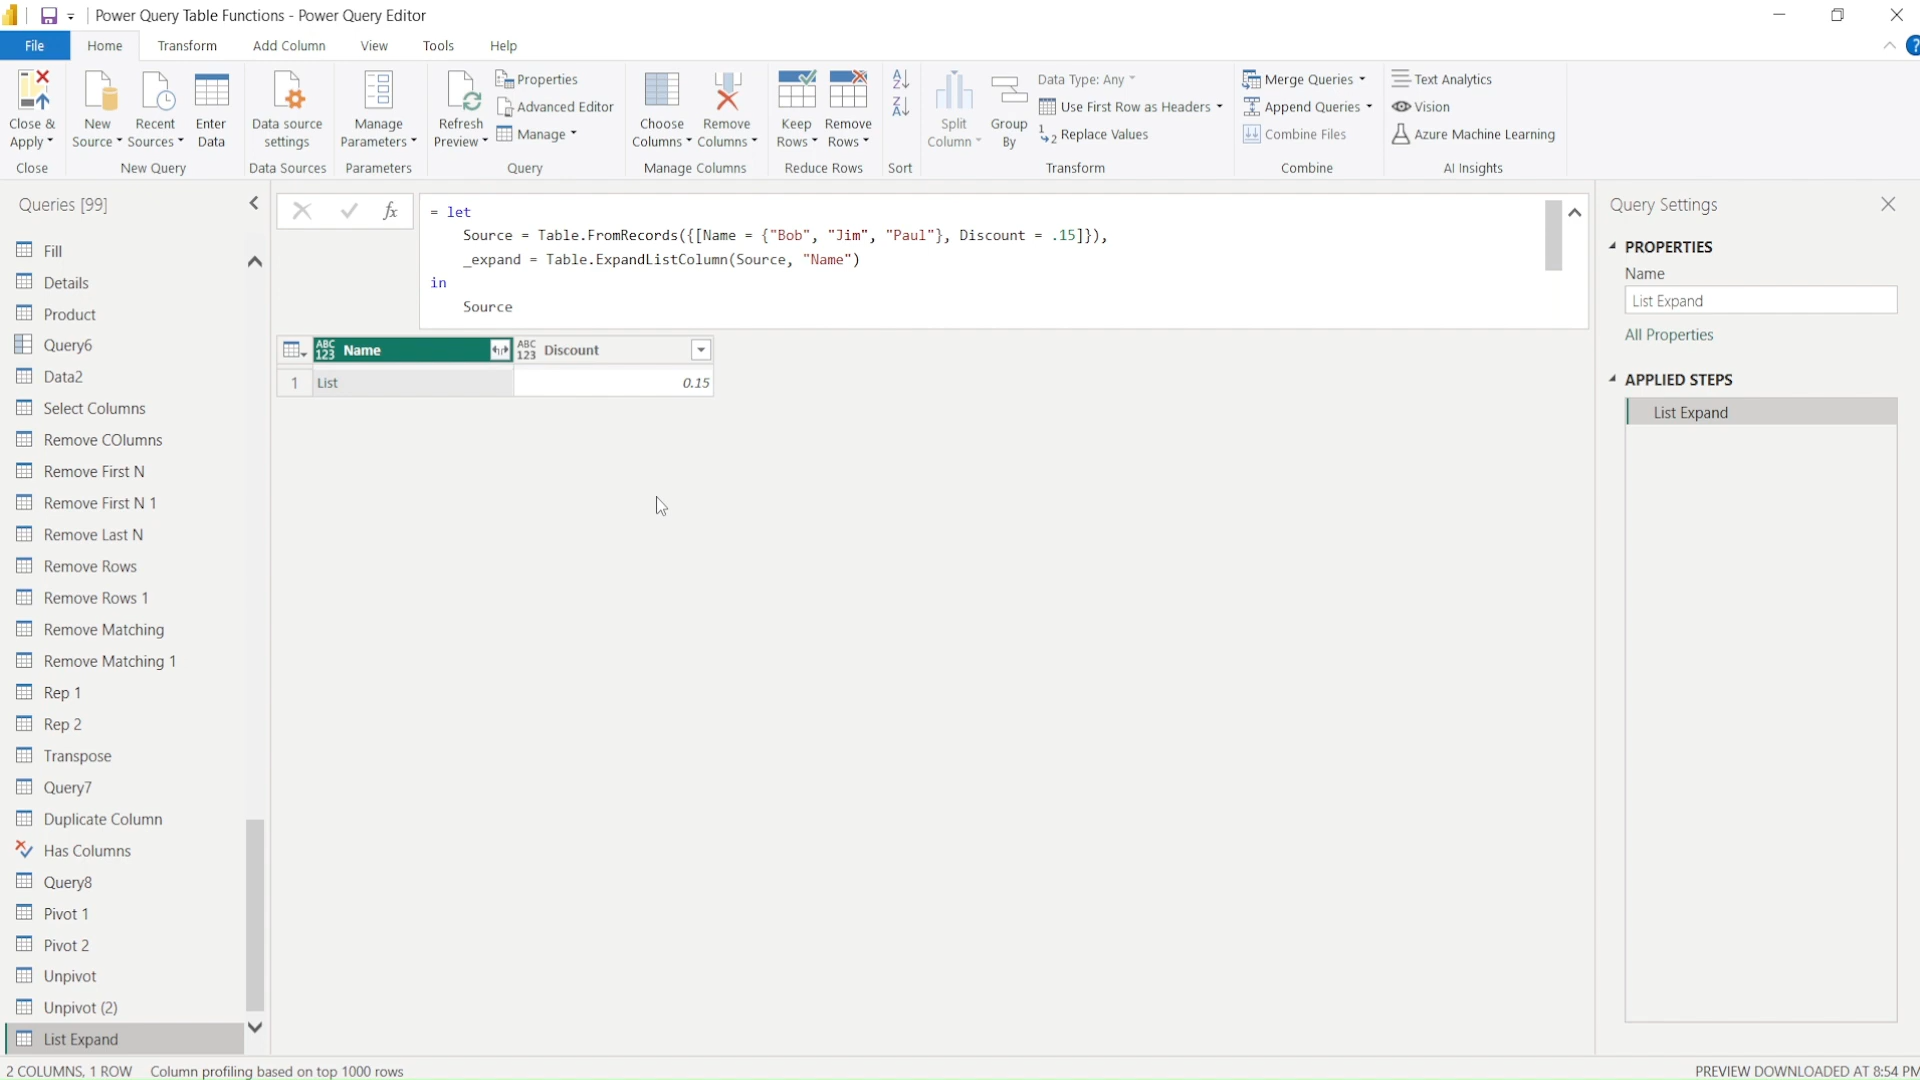 Power Query Table Functions - Power Query Editor
File Home Transform Add Column View Tools Help
Close & Apply
New Source
Recent Sources
Enter Data
Data source settings
Manage Parameters
Refresh Preview
Properties
Advanced Editor
Manage
Choose Columns
Remove Columns
Keep Rows
Remove Rows
Split Column
Group By
Data Type: Any
Use First Row as Headers
Replace Values
Merge Queries
Append Queries
Combine Files
Text Analytics
Vision
Azure Machine Learning
Close New Query Data Sources Parameters Query Manage Columns Reduce Rows Sort Transform Combine AI Insights
Queries [99]
Fill
Details
Product
Query6
Data2
Select Columns
Remove COlumns
Remove First N
Remove First N 1
Remove Last N
Remove Rows
Remove Rows 1
Remove Matching
Remove Matching 1
Rep 1
Rep 2
Transpose
Query7
Duplicate Column
Has Columns
Query8
Pivot 1
Pivot 2
Unpivot
Unpivot (2)
List Expand
fx
= let
Source = Table.FromRecords({[Name = {"Bob", "Jim", "Paul"}, Discount = .15]}),
_expand = Table.ExpandListColumn(Source, "Name")
in
Source
ABC 123 Name ABC 123 Discount
1 List 0.15
Query Settings
PROPERTIES
Name
List Expand
All Properties
APPLIED STEPS
List Expand
2 COLUMNS, 1 ROW Column profiling based on top 1000 rows
PREVIEW DOWNLOADED AT 8:54 PM